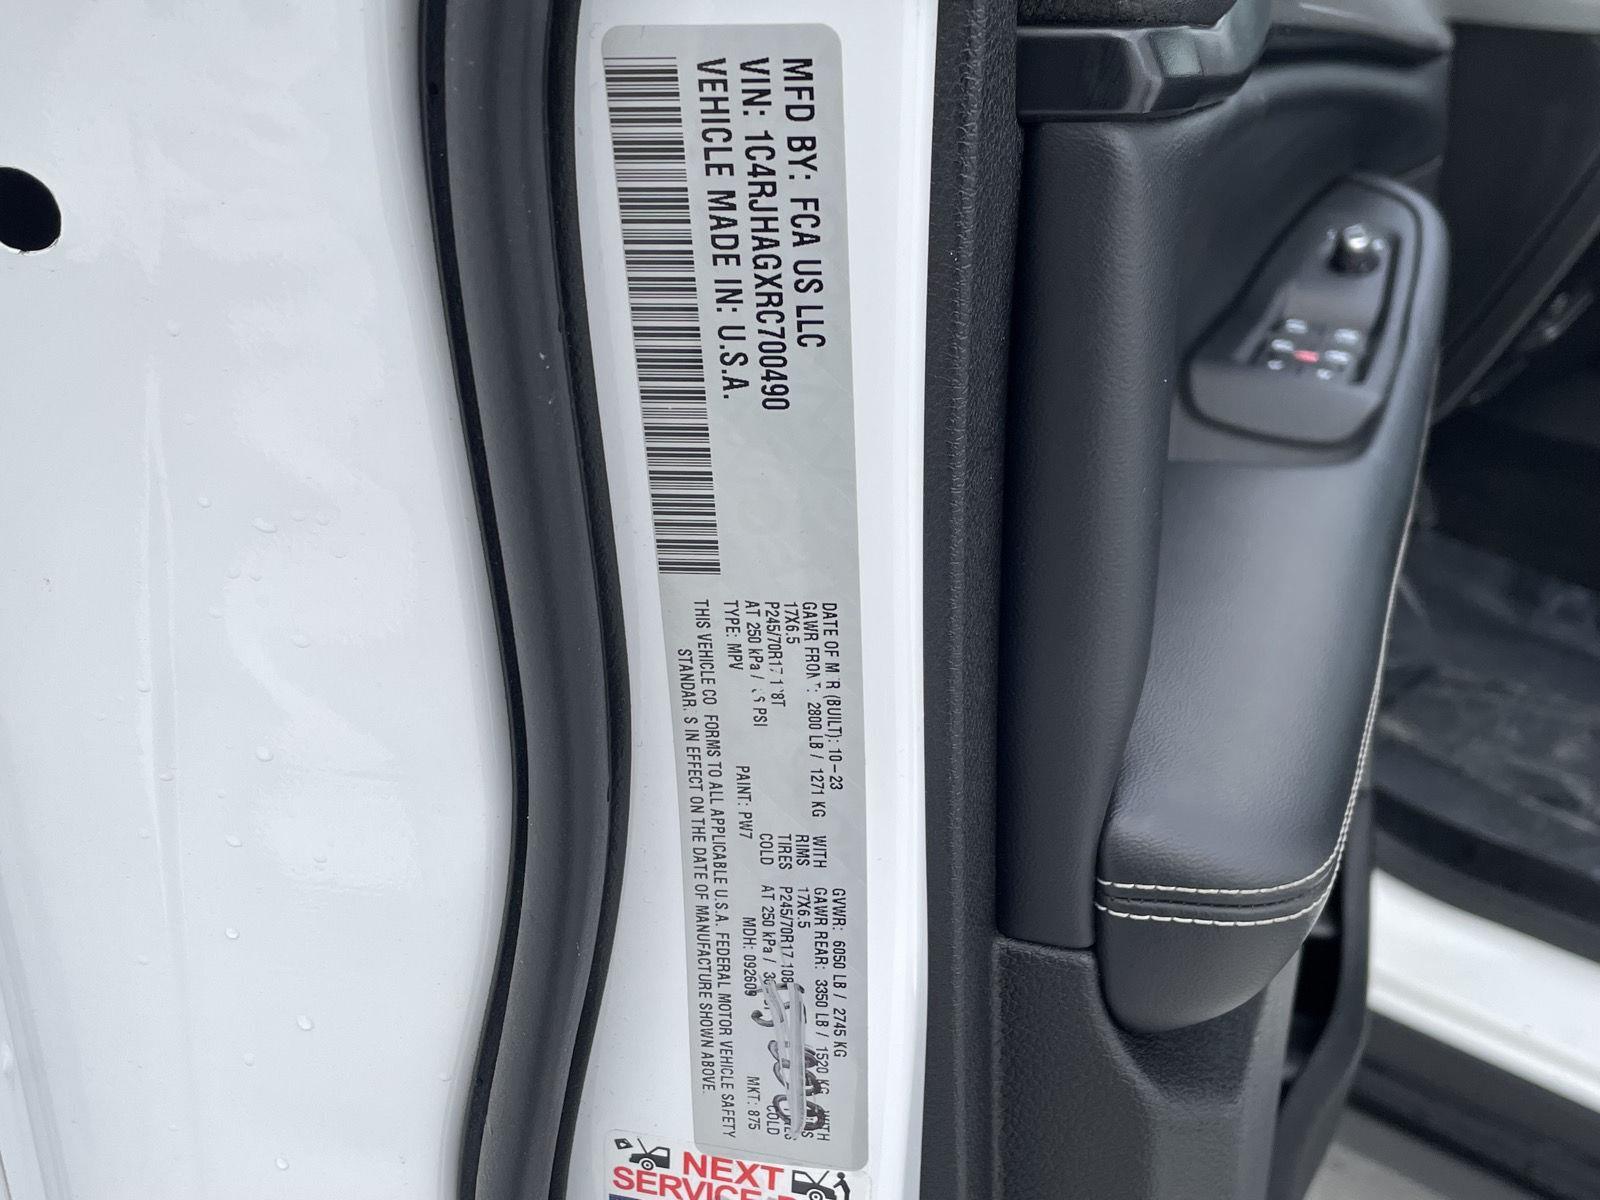 MFD BY: FCA US LLC
VIN: 1C4RJHAGXRC700490
VEHICLE MADE IN: U.S.A.
DATE OF M R (BUILT): 10-23 GVWR: 6050 LB / 2745 KG
GAWR FRONT: 2800 LB / 1271 KG WITH GAWR REAR: 3350 LB / 1520 KG WITH
17X6.5 RIMS 17X6.5
P245/70R17 TIRES P245/70R17 108
AT 250 kPa / PSI COLD AT 250 kPa / COLD
TYPE: MPV PAINT: PW7 MDH: 092609 MKT: 875
THIS VEHICLE CO FORMS TO ALL APPLICABLE U.S.A. FEDERAL MOTOR VEHICLE SAFETY
STANDAR S IN EFFECT ON THE DATE OF MANUFACTURE SHOWN ABOVE.
NEXT
SERVICE